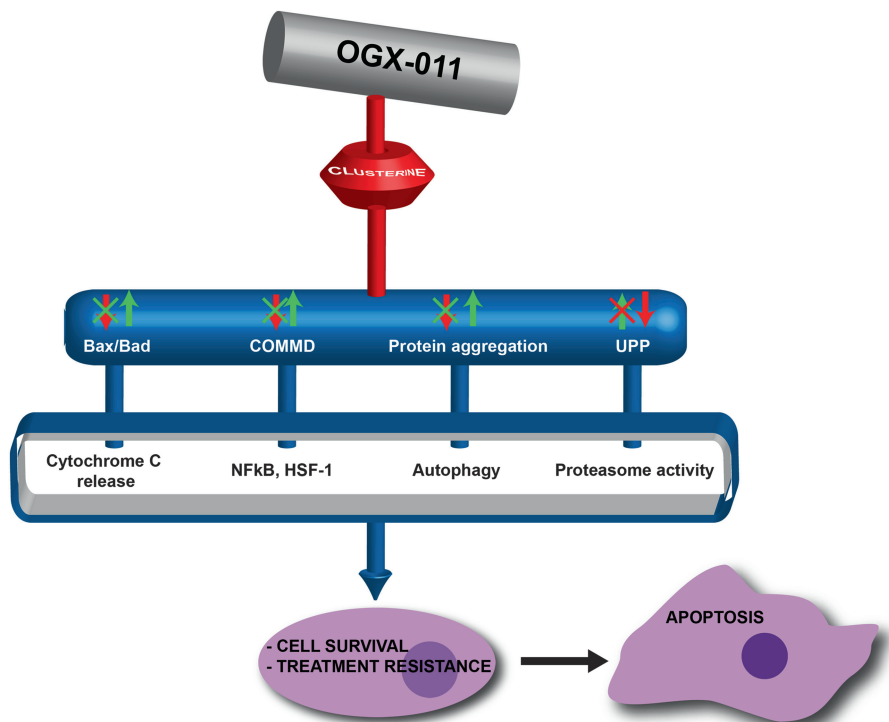 OGX-011
CLUSTERINE
Bax/Bad
COMMD
Protein aggregation
UPP
Cytochrome C
release
NFkB, HSF-1
Autophagy
Proteasome activity
- CELL SURVIVAL
- TREATMENT RESISTANCE
APOPTOSIS